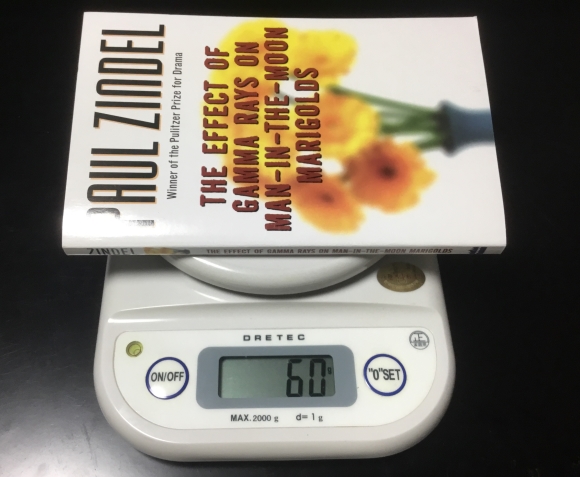 PAUL ZINDEL
Winner of the Pulitzer Prize for Drama
THE EFFECT OF
GAMMA RAYS ON
MAN-IN-THE-MOON
MARIGOLDS
ZINDEL THE EFFECT OF GAMMA RAYS ON MAN-IN-THE-MOON MARIGOLDS
DRETEC
ON/OFF
60g
"0"SET
MAX. 2000 g d= 1 g